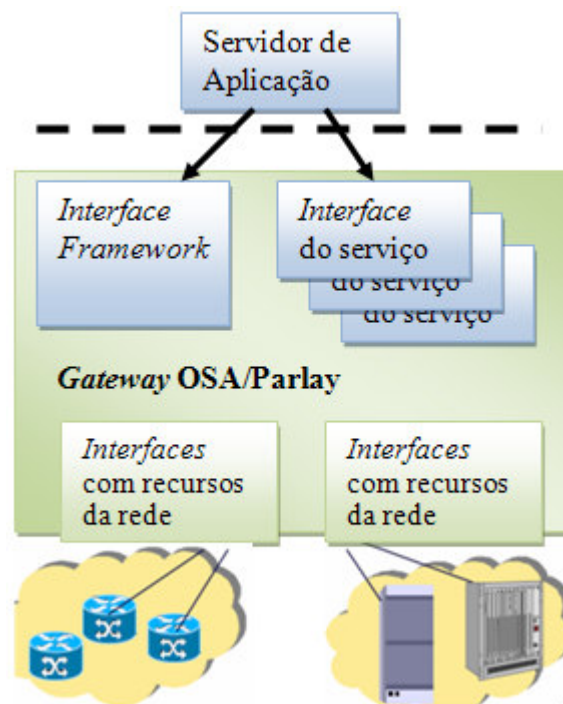 Servidor de
Aplicação
Interface
Framework
Interface
do serviço
do serviço
do serviço
Gateway OSA/Parlay
Interfaces
com recursos
da rede
Interfaces
com recursos
da rede